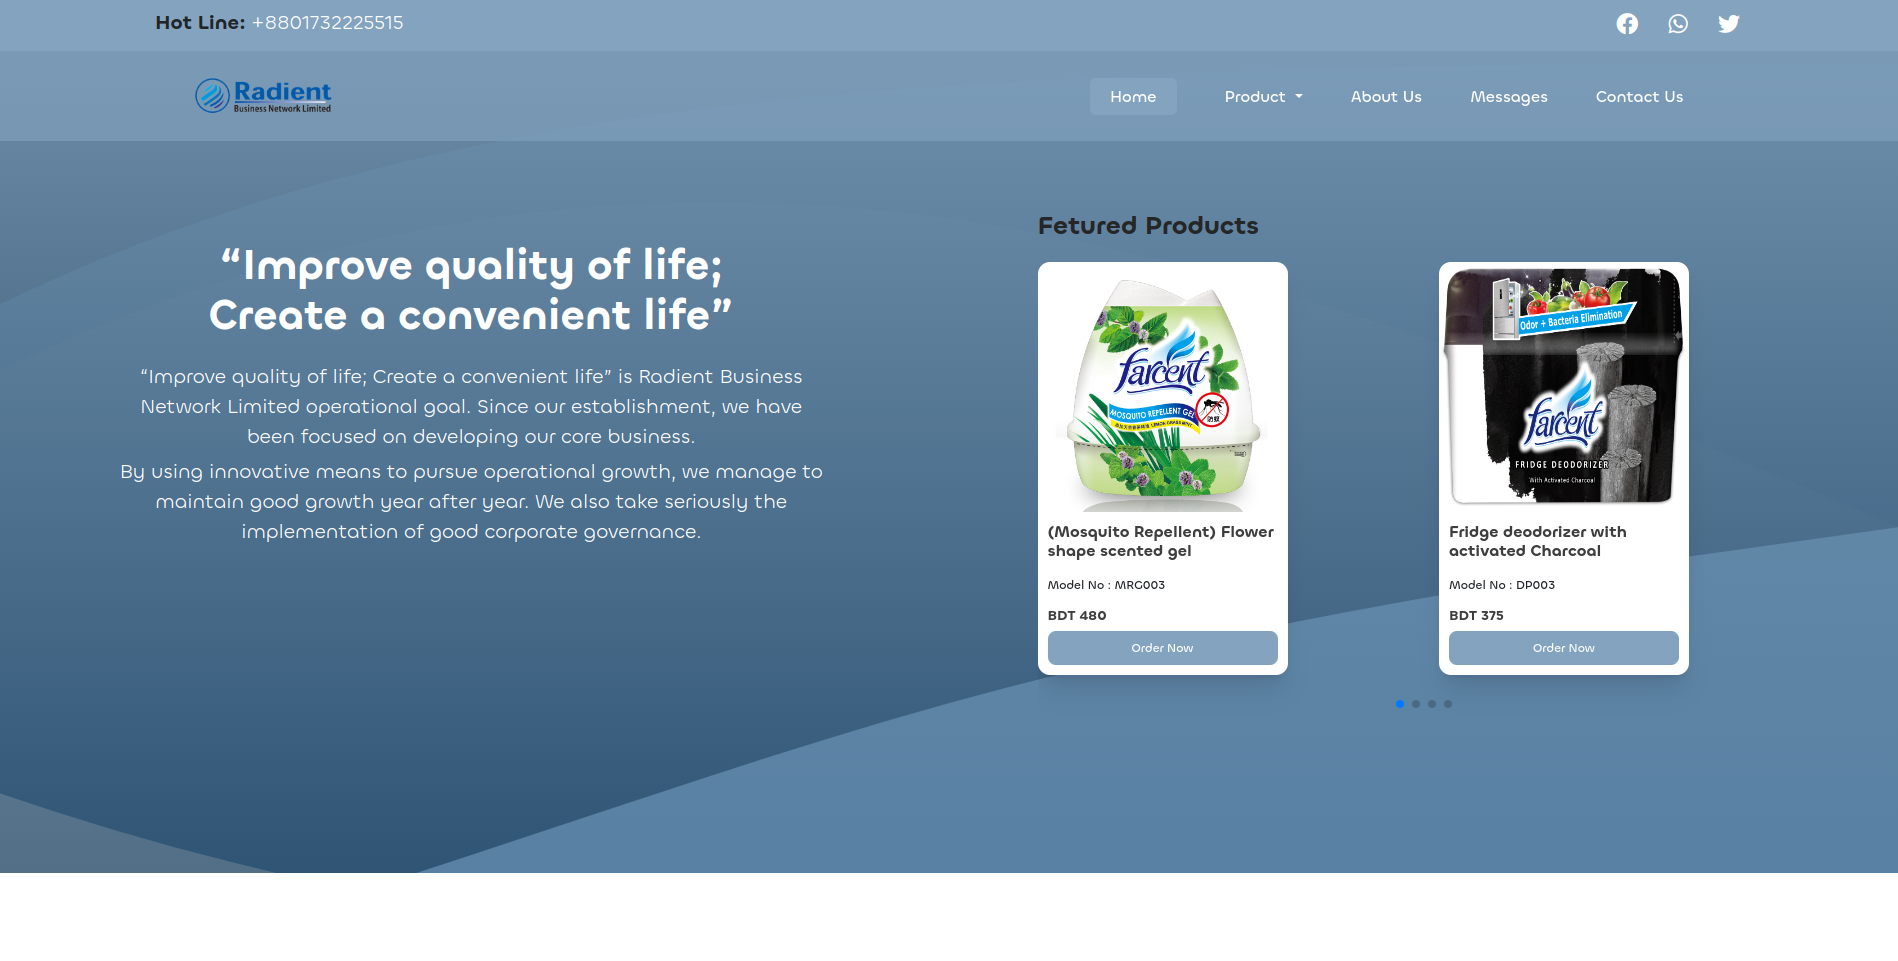 Hot Line: +8801732225515
Radient
Business Network Limited
Home
Product
About Us
Messages
Contact Us
“Improve quality of life;
Create a convenient life”
“Improve quality of life; Create a convenient life” is Radient Business
Network Limited operational goal. Since our establishment, we have
been focused on developing our core business.
By using innovative means to pursue operational growth, we manage to
maintain good growth year after year. We also take seriously the
implementation of good corporate governance.
Fetured Products
farcent
MOSQUITO REPELLENT GEL
防蚊
(Mosquito Repellent) Flower
shape scented gel
Model No : MRG003
BDT 480
Order Now
Odor + Bacteria Elimination
farcent
FRIDGE DEODORIZER
With Activated Charcoal
Fridge deodorizer with
activated Charcoal
Model No : DP003
BDT 375
Order Now